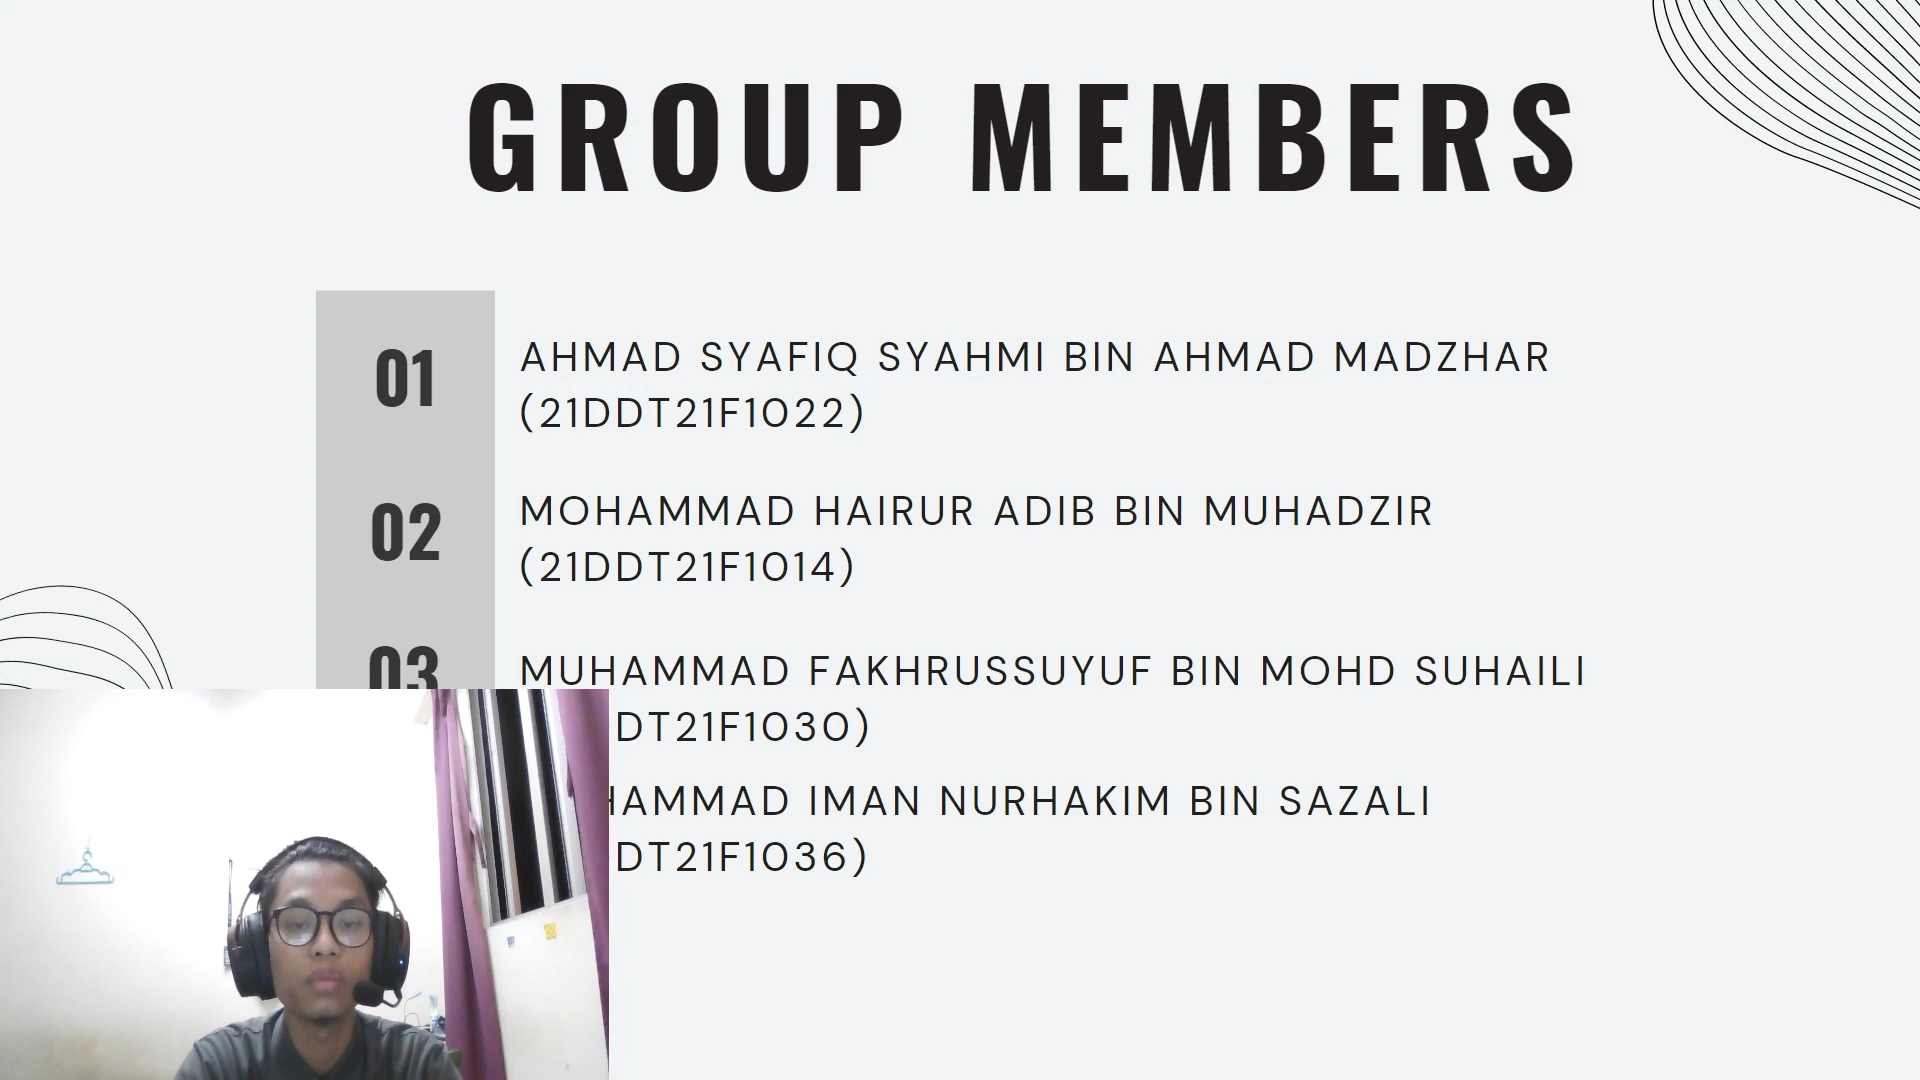 GROUP MEMBERS
01
AHMAD SYAFIQ SYAHMI BIN AHMAD MADZHAR
(21DDT21F1022)
02
MOHAMMAD HAIRUR ADIB BIN MUHADZIR
(21DDT21F1014)
03
MUHAMMAD FAKHRUSSUYUF BIN MOHD SUHAILI
DT21F1030)
HAMMAD IMAN NURHAKIM BIN SAZALI
DT21F1036)